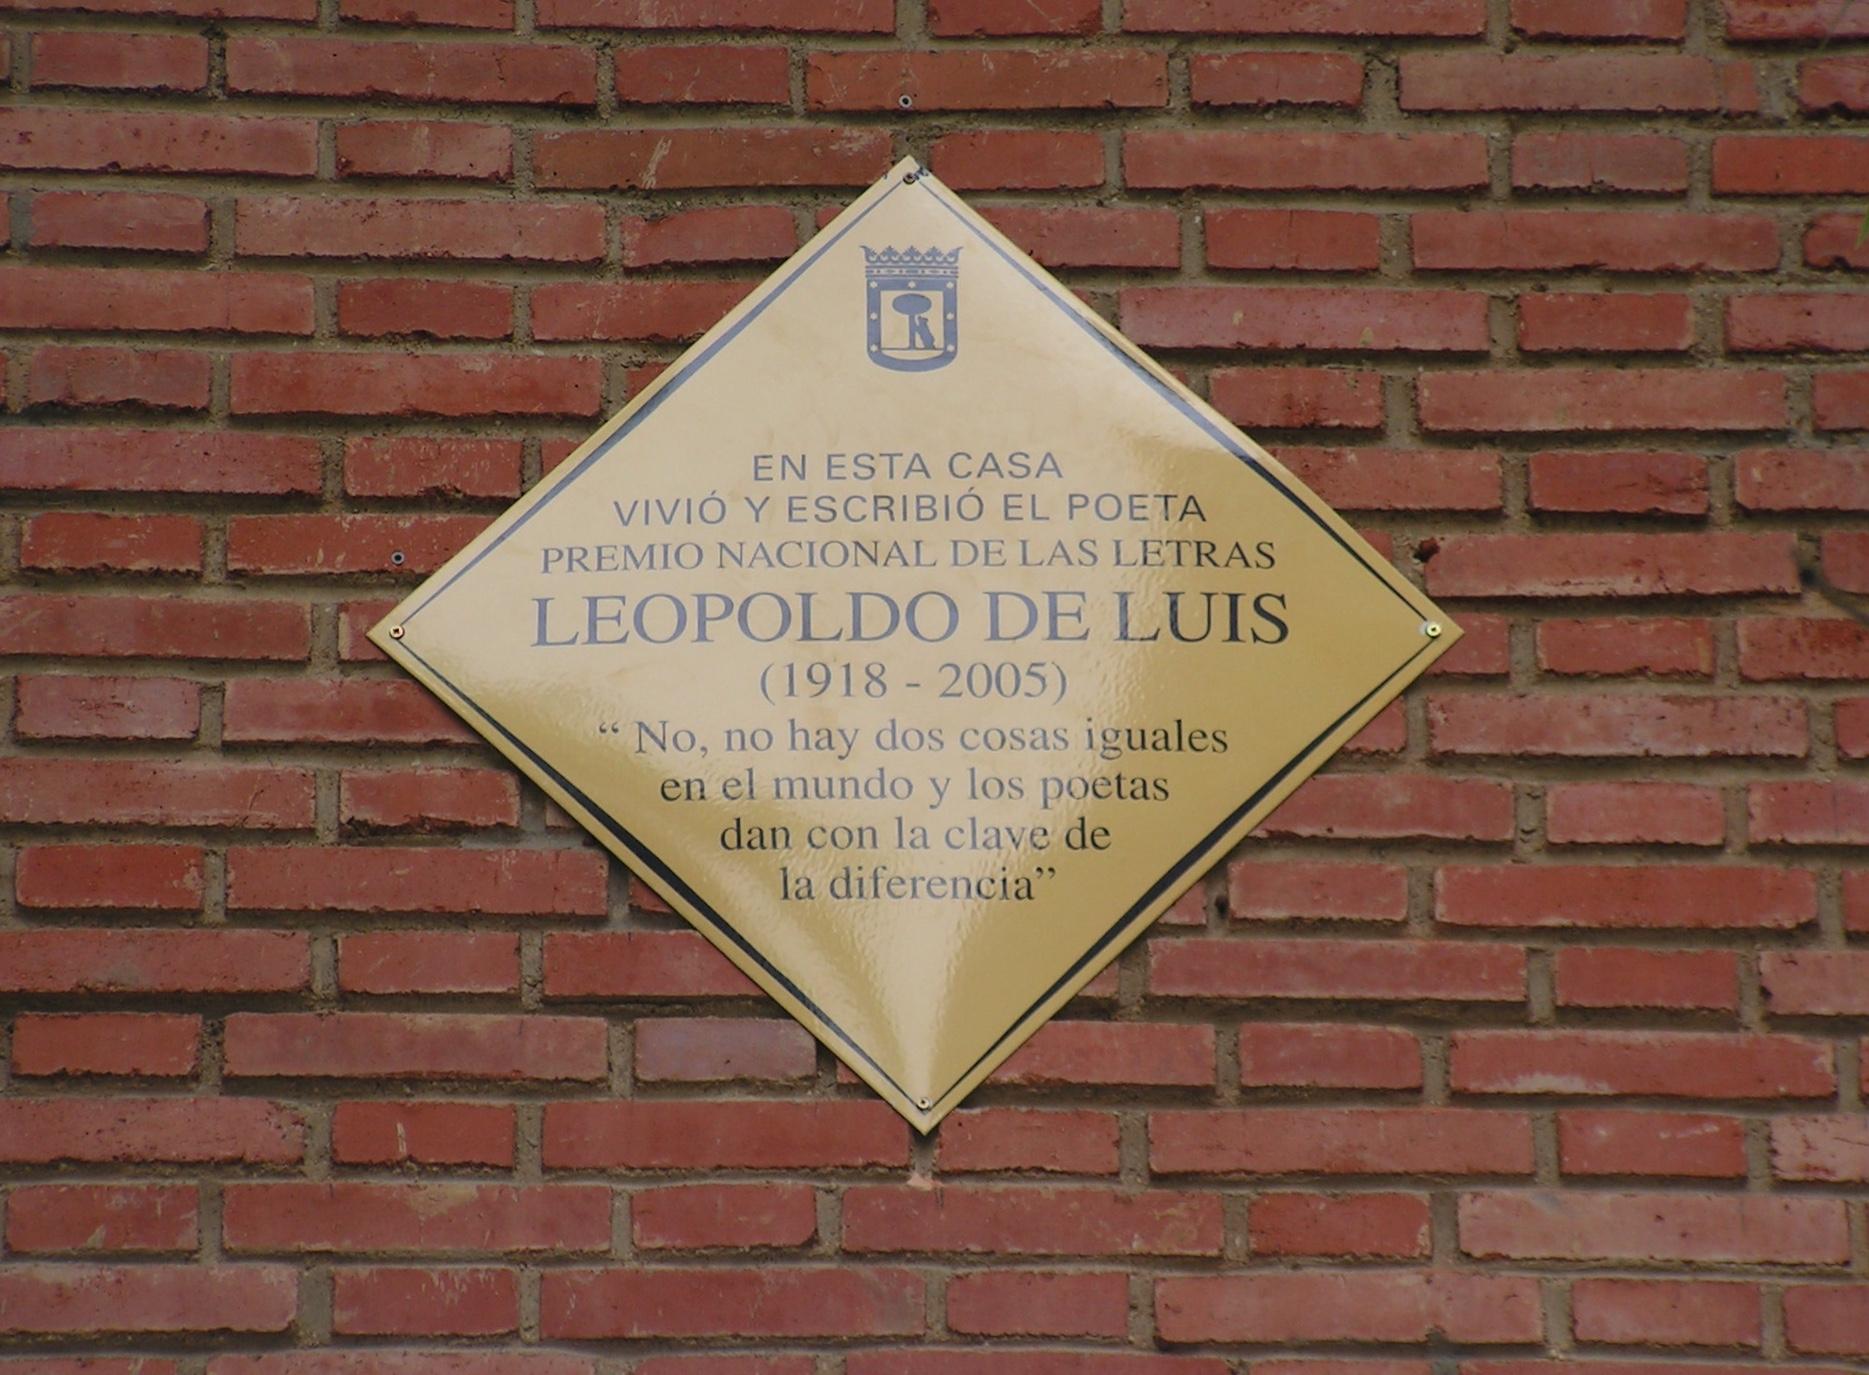 EN ESTA CASA
VIVIÓ Y ESCRIBIÓ EL POETA
PREMIO NACIONAL DE LAS LETRAS
LEOPOLDO DE LUIS
(1918 - 2005)
“ No, no hay dos cosas iguales
en el mundo y los poetas
dan con la clave de
la diferencia”